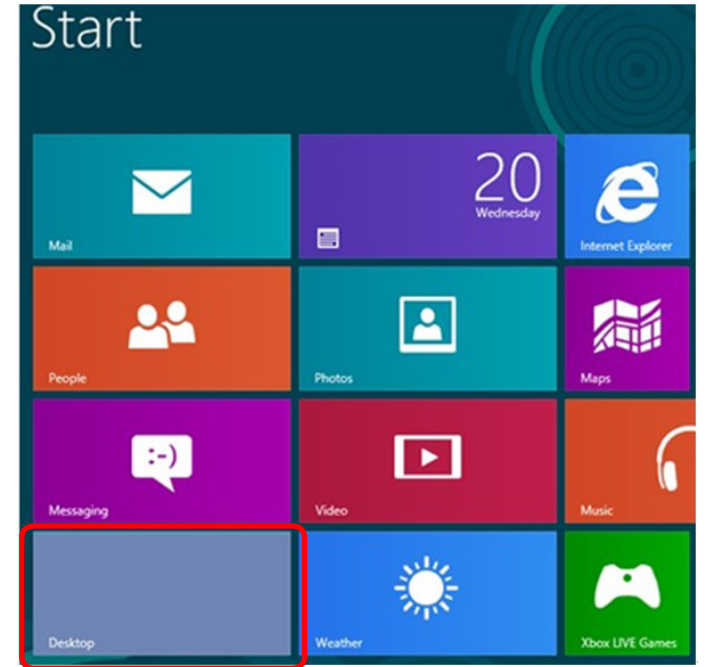 Start
20
Wednesday
Mail
Internet Explorer
People
Photos
Maps
:-)
Messaging
Video
Music
Desktop
Weather
Xbox LIVE Games